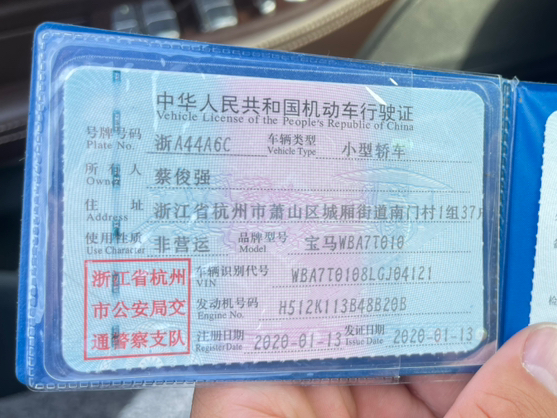 中华人民共和国机动车行驶证
Vehicle License of the People's Republic of China
号牌号码 浙A44A6C 车辆类型 小型轿车
Plate No. Vehicle Type
所有人 蔡俊强
Owner
住址 浙江省杭州市萧山区城厢街道南门村1组37
Address
使用性质 非营运 品牌型号 宝马WBA7T010
Use Character Model
浙江省杭州
市公安局交
通警察支队
车辆识别代号 WBA7T0108LGJ04121
VIN
发动机号码 H512K113B48B20B
Engine No.
注册日期 2020-01-13 发证日期 2020-01-13
Register Date Issue Date